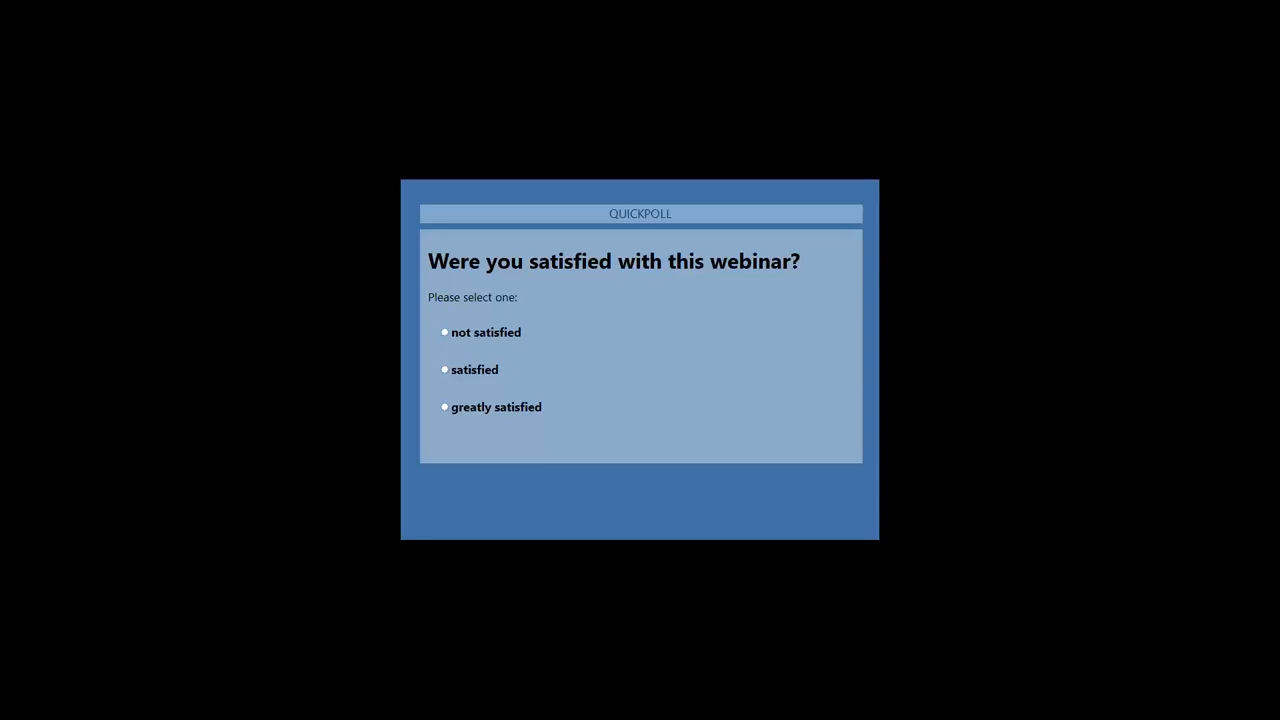 QUICKPOLL
Were you satisfied with this webinar?
Please select one:
not satisfied
satisfied
greatly satisfied